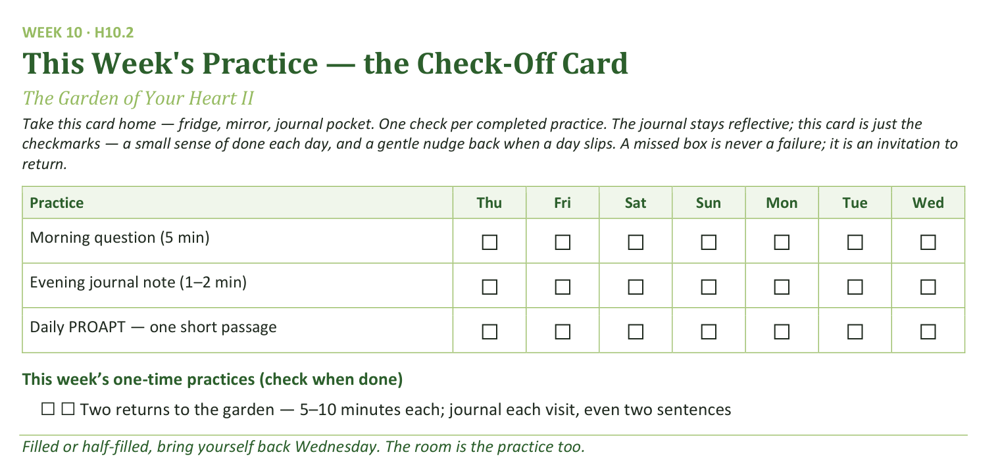 WEEK 10 · H10.2
This Week's Practice — the Check-Off Card
The Garden of Your Heart II
Take this card home — fridge, mirror, journal pocket. One check per completed practice. The journal stays reflective; this card is just the
checkmarks — a small sense of done each day, and a gentle nudge back when a day slips. A missed box is never a failure; it is an invitation to
return.
Practice Thu Fri Sat Sun Mon Tue Wed
Morning question (5 min) ☐ ☐ ☐ ☐ ☐ ☐ ☐
Evening journal note (1–2 min) ☐ ☐ ☐ ☐ ☐ ☐ ☐
Daily PROAPT — one short passage ☐ ☐ ☐ ☐ ☐ ☐ ☐
This week’s one-time practices (check when done)
☐ ☐ Two returns to the garden — 5–10 minutes each; journal each visit, even two sentences
Filled or half-filled, bring yourself back Wednesday. The room is the practice too.